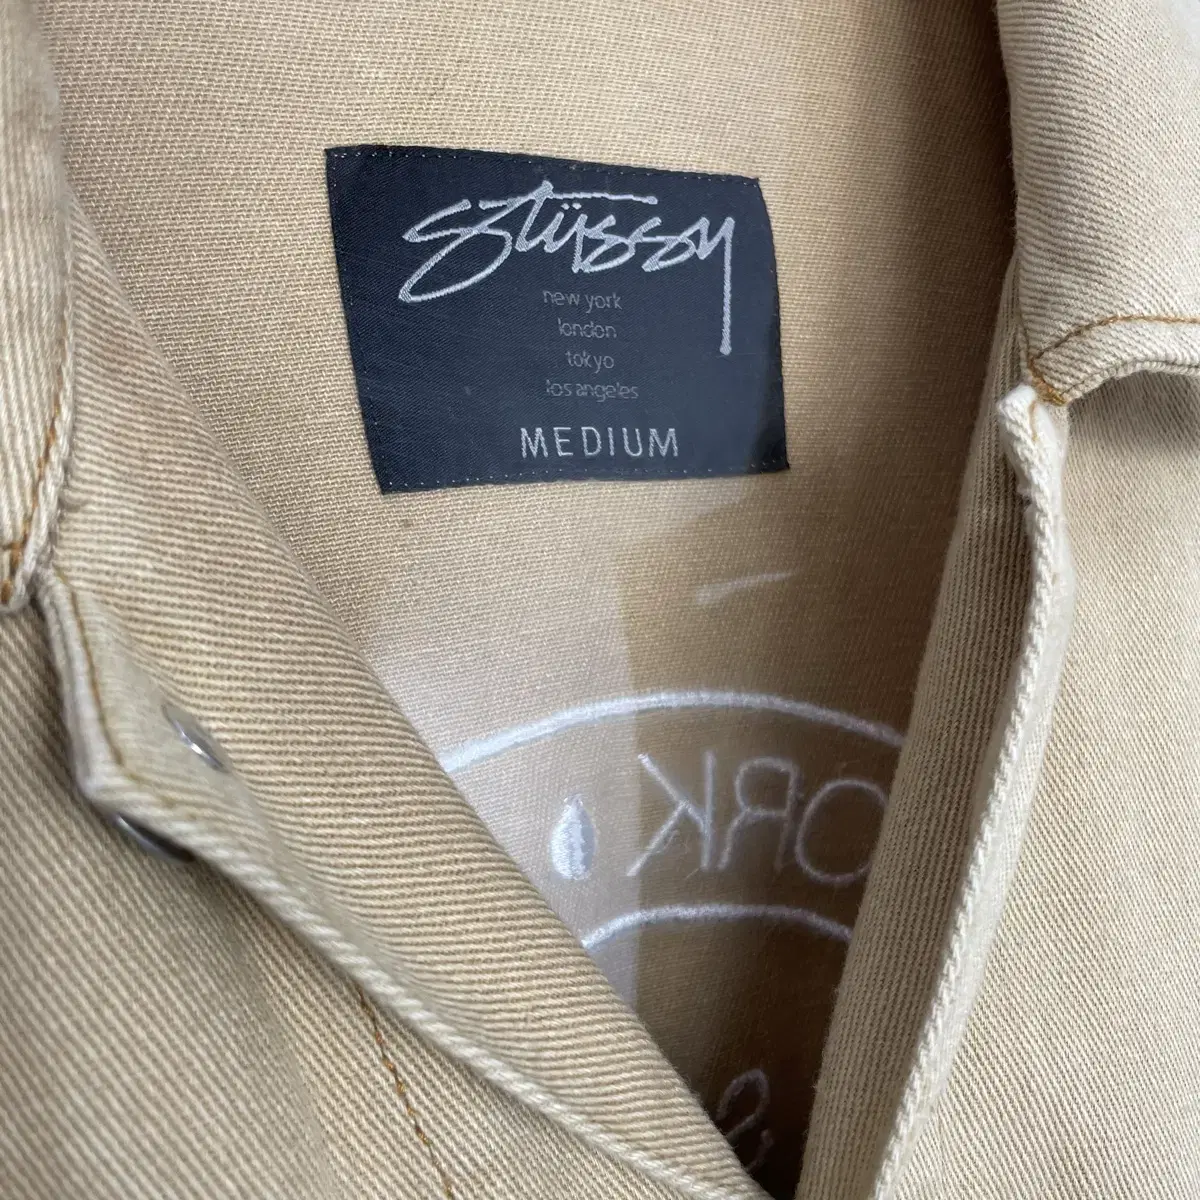 stüssy
new york
london
tokyo
los angeles
MEDIUM
ORK